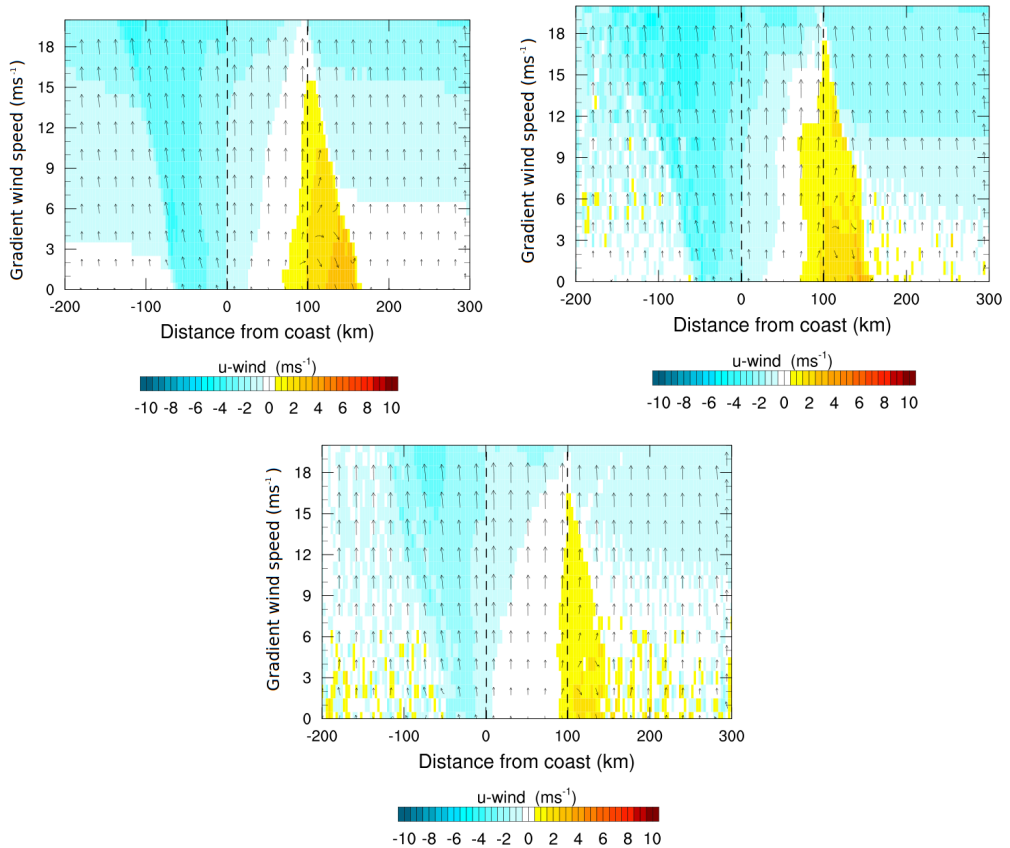 Gradient wind speed (ms⁻¹)
18
15
12
9
6
3
0
-200 -100 0 100 200 300
Distance from coast (km)
u-wind (ms⁻¹)
-10 -8 -6 -4 -2 0 2 4 6 8 10
Gradient wind speed (ms⁻¹)
18
15
12
9
6
3
0
-200 -100 0 100 200 300
Distance from coast (km)
u-wind (ms⁻¹)
-10 -8 -6 -4 -2 0 2 4 6 8 10
Gradient wind speed (ms⁻¹)
18
15
12
9
6
3
0
-200 -100 0 100 200 300
Distance from coast (km)
u-wind (ms⁻¹)
-10 -8 -6 -4 -2 0 2 4 6 8 10